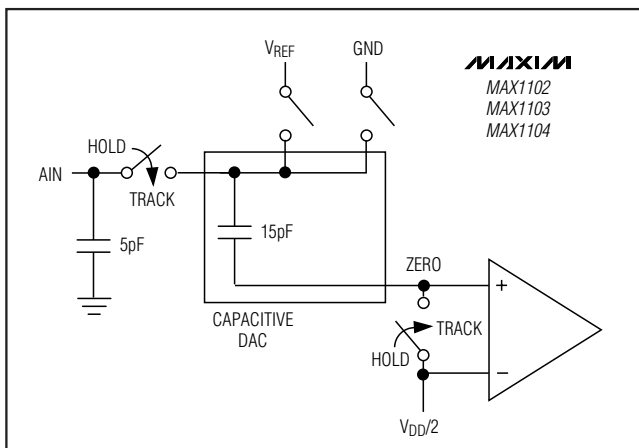 VREF
GND
MAXIM
MAX1102
MAX1103
MAX1104
HOLD
AIN
TRACK
15pF
5pF
ZERO
+
CAPACITIVE
DAC
TRACK
HOLD
−
VDD/2